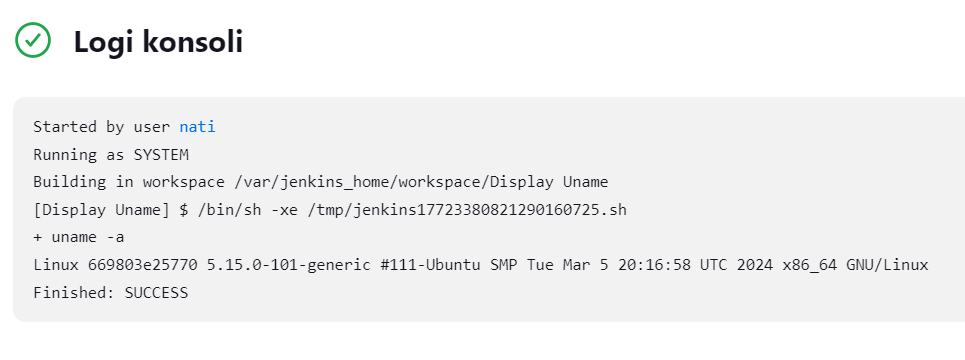 Logi konsoli
Started by user nati
Running as SYSTEM
Building in workspace /var/jenkins_home/workspace/Display Uname
[Display Uname] $ /bin/sh -xe /tmp/jenkins17723380821290160725.sh
+ uname -a
Linux 669803e25770 5.15.0-101-generic #111-Ubuntu SMP Tue Mar 5 20:16:58 UTC 2024 x86_64 GNU/Linux
Finished: SUCCESS